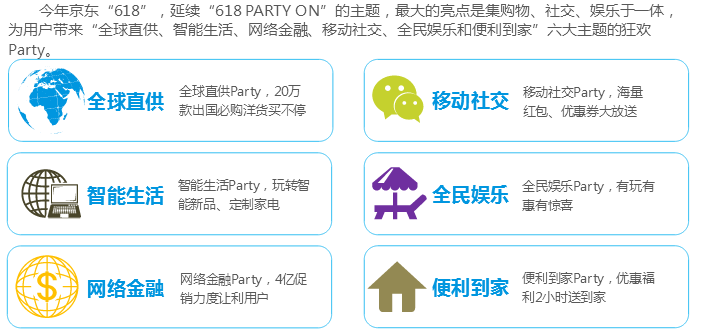 今年京东“618”，延续“618 PARTY ON”的主题，最大的亮点是集购物、社交、娱乐于一体，
为用户带来“全球直供、智能生活、网络金融、移动社交、全民娱乐和便利到家”六大主题的狂欢
Party。
全球直供
全球直供Party，20万
款出国必购洋货买不停
移动社交
移动社交Party，海量
红包、优惠券大放送
智能生活
智能生活Party，玩转智
能新品、定制家电
全民娱乐
全民娱乐Party，有玩有
惠有惊喜
网络金融
网络金融Party，4亿促
销力度让利用户
便利到家
便利到家Party，优惠福
利2小时送到家